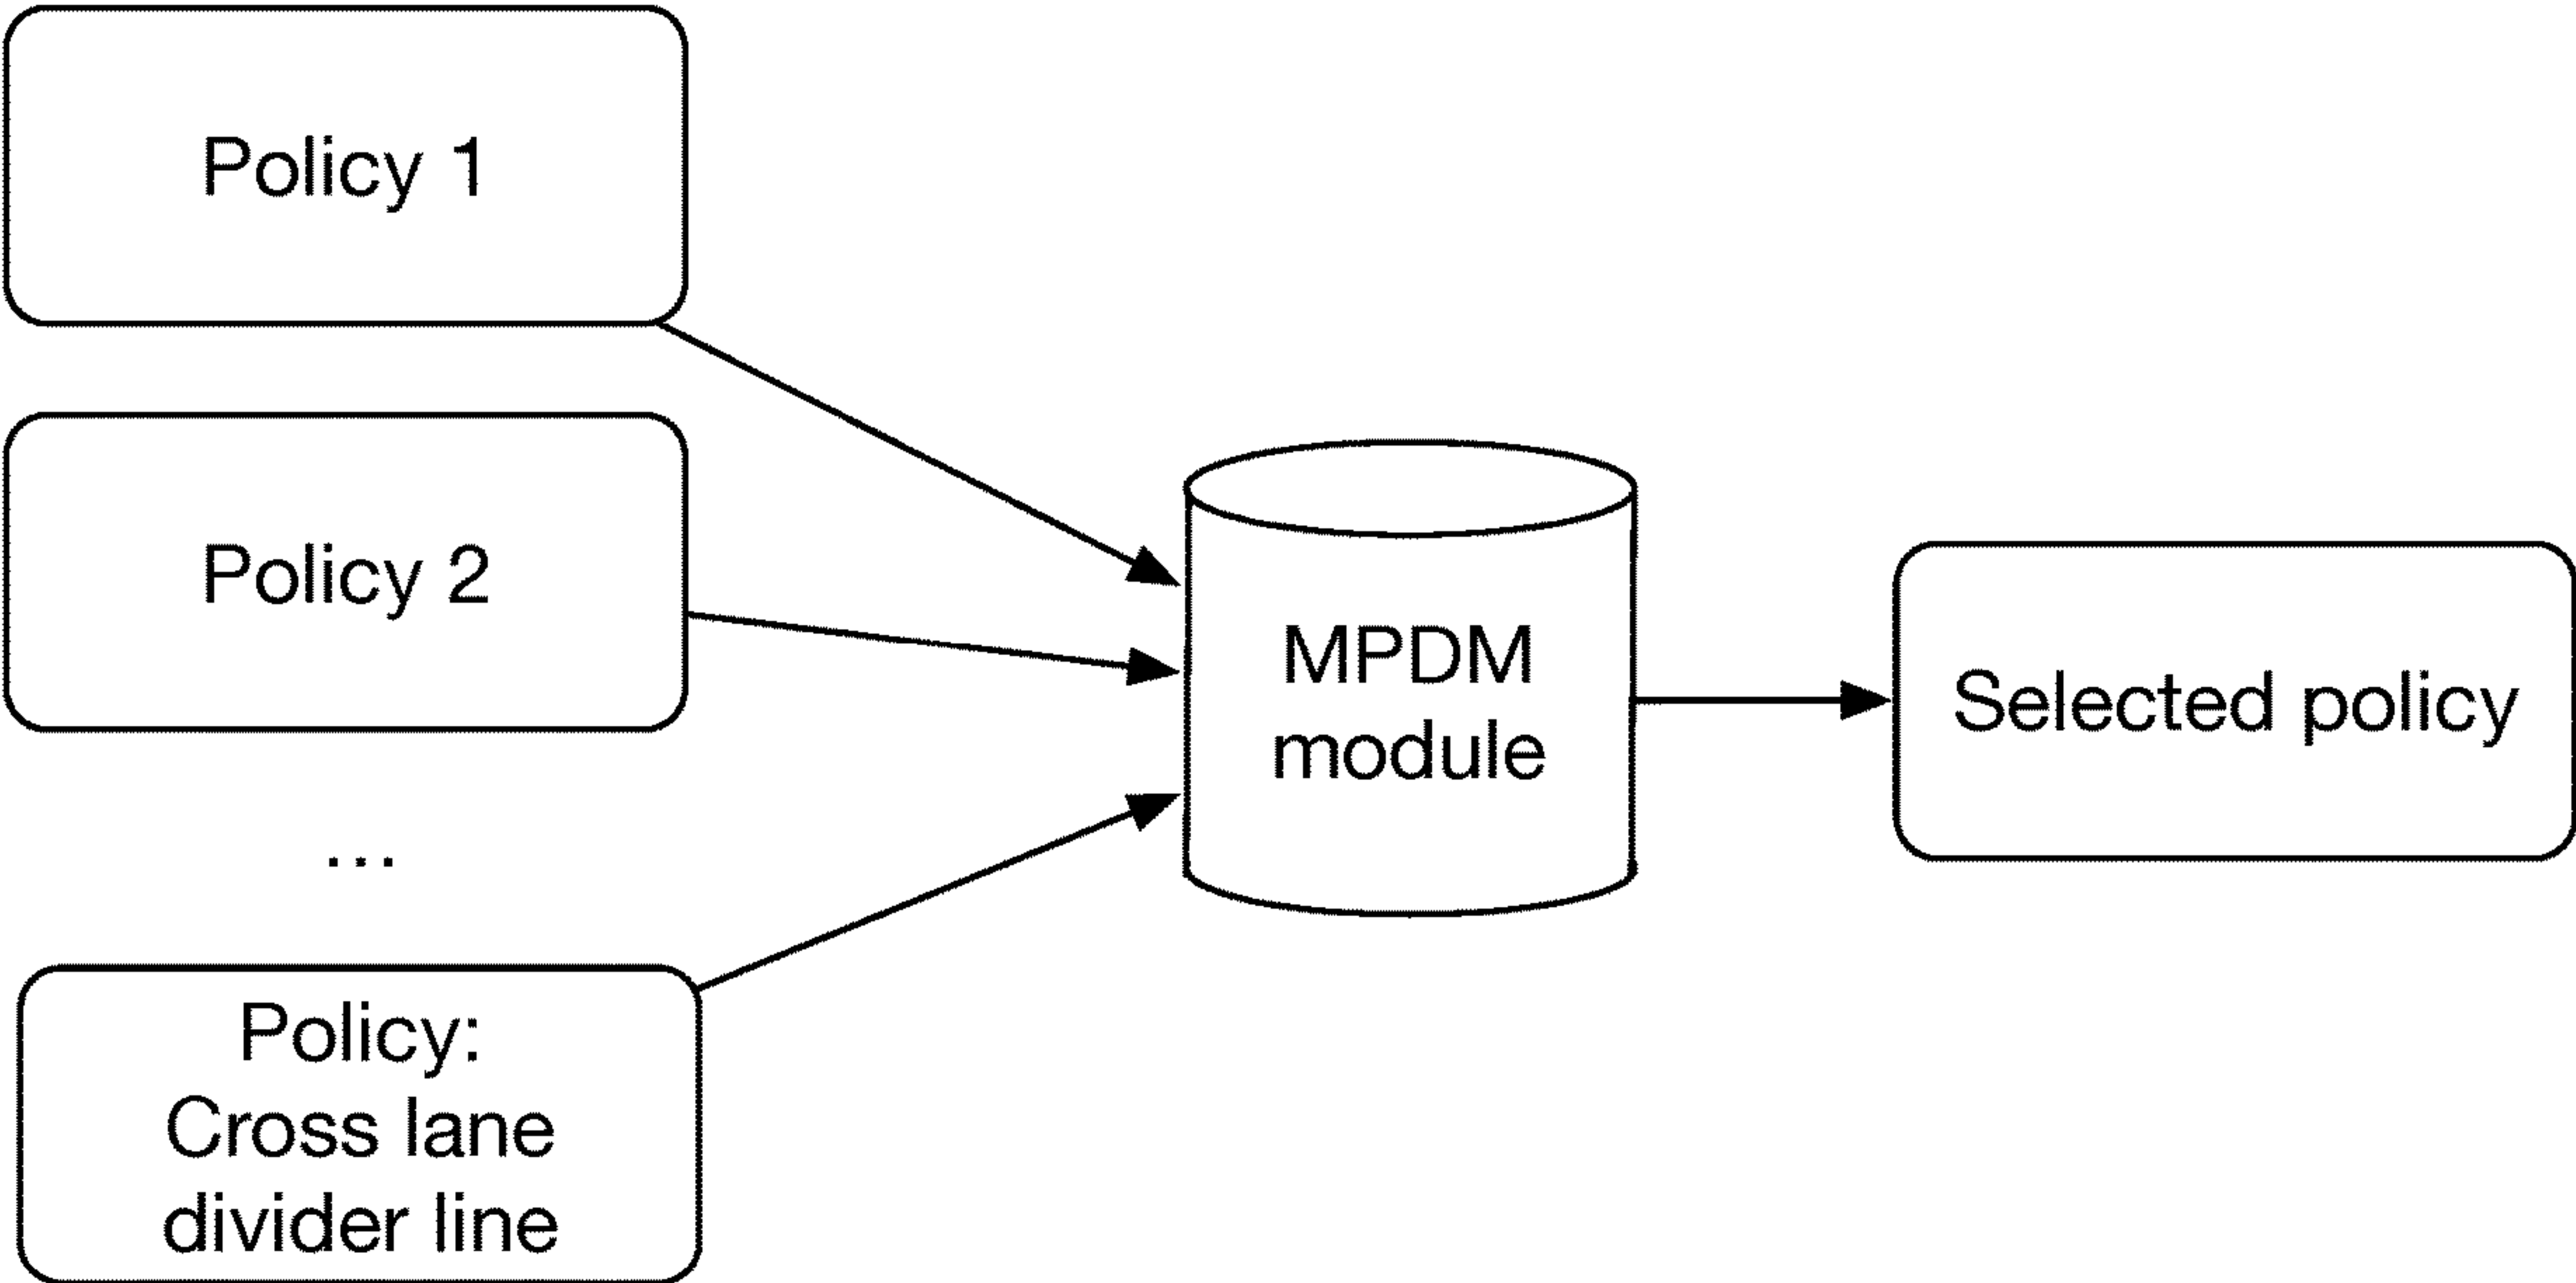 Policy 1
Policy 2
...
Policy:
Cross lane
divider line
MPDM
module
Selected policy